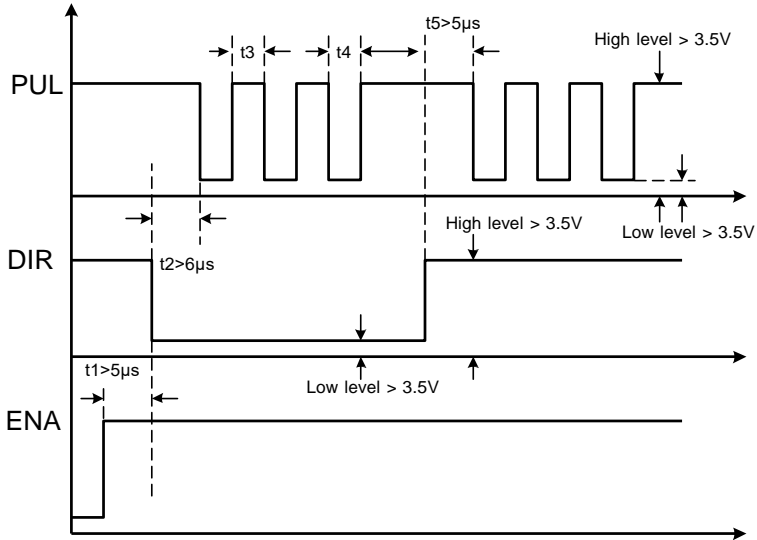 t5>5µs
High level > 3.5V
t3
t4
PUL
High level > 3.5V
Low level > 3.5V
DIR
t2>6µs
t1>5µs
Low level > 3.5V
ENA